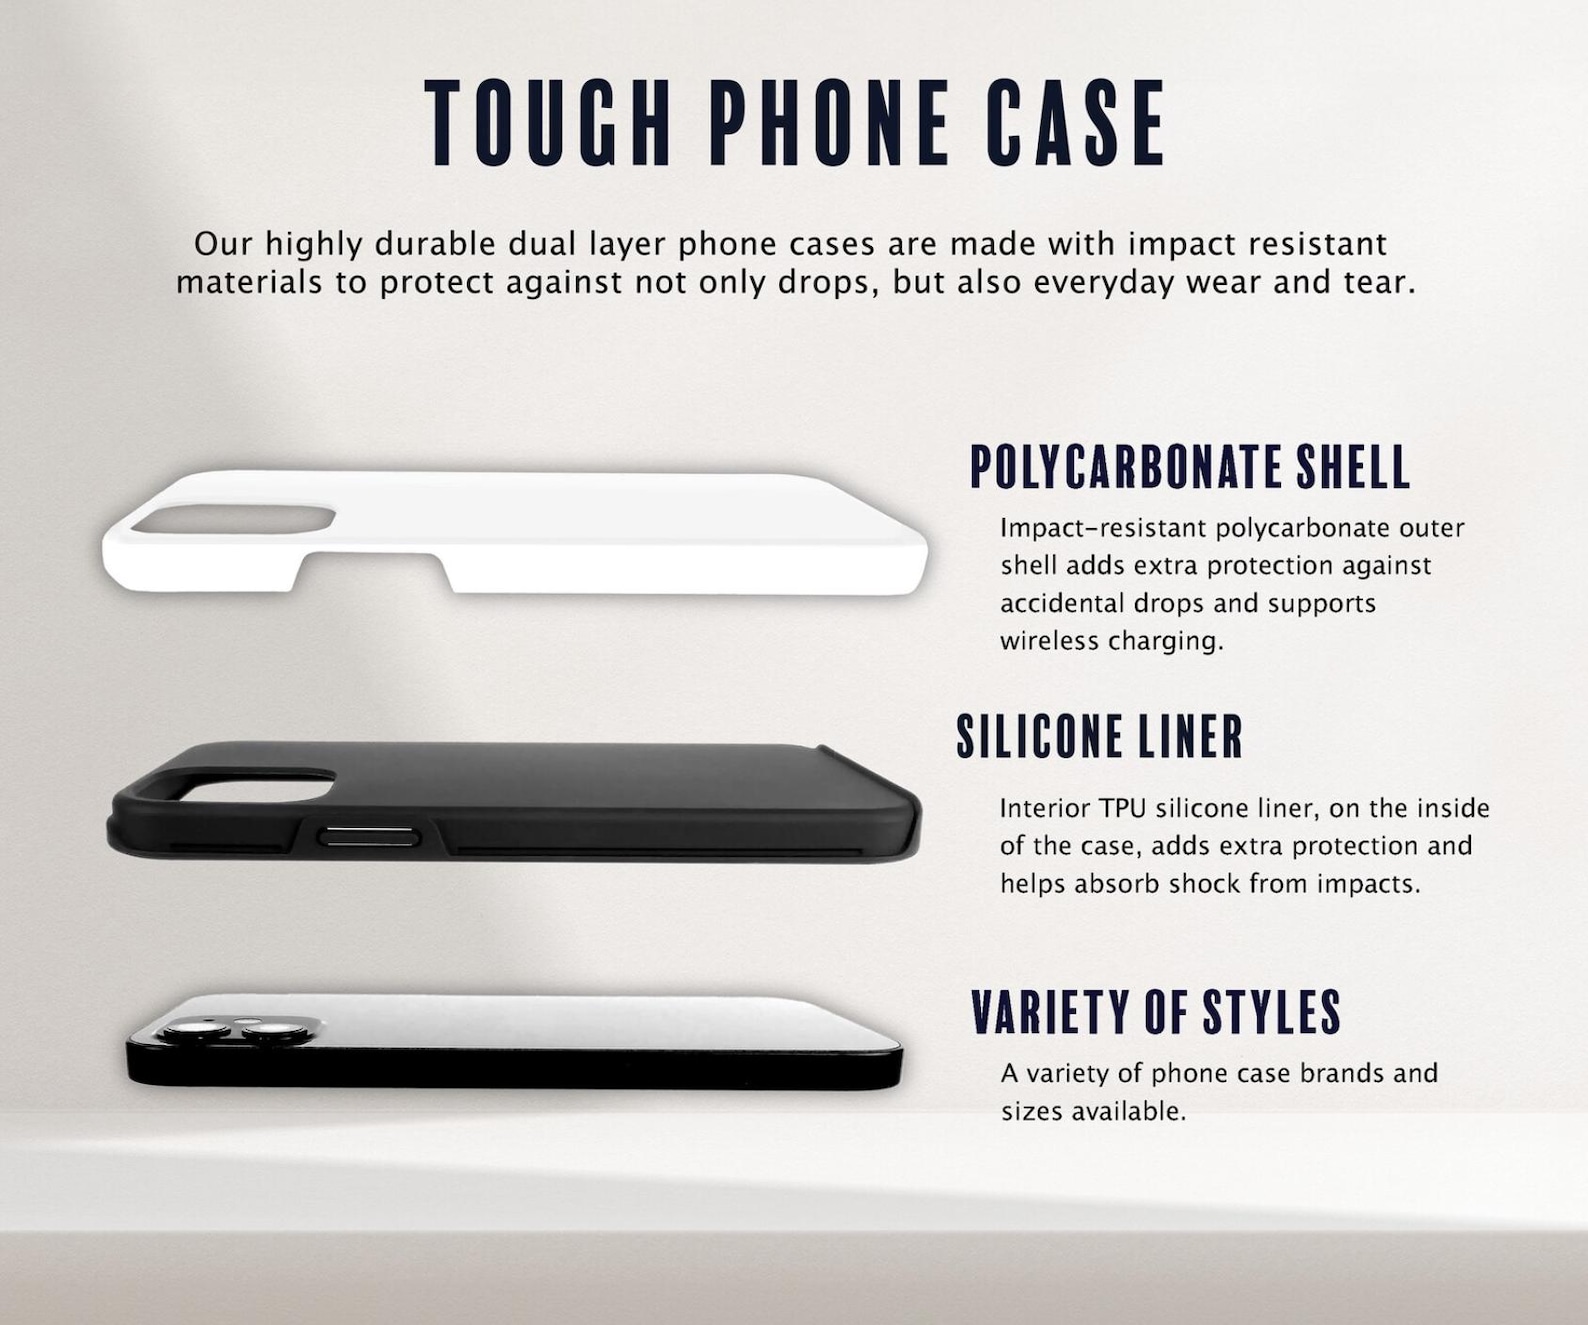 TOUGH PHONE CASE
Our highly durable dual layer phone cases are made with impact resistant
materials to protect against not only drops, but also everyday wear and tear.
POLYCARBONATE SHELL
Impact-resistant polycarbonate outer
shell adds extra protection against
accidental drops and supports
wireless charging.
SILICONE LINER
Interior TPU silicone liner, on the inside
of the case, adds extra protection and
helps absorb shock from impacts.
VARIETY OF STYLES
A variety of phone case brands and
sizes available.